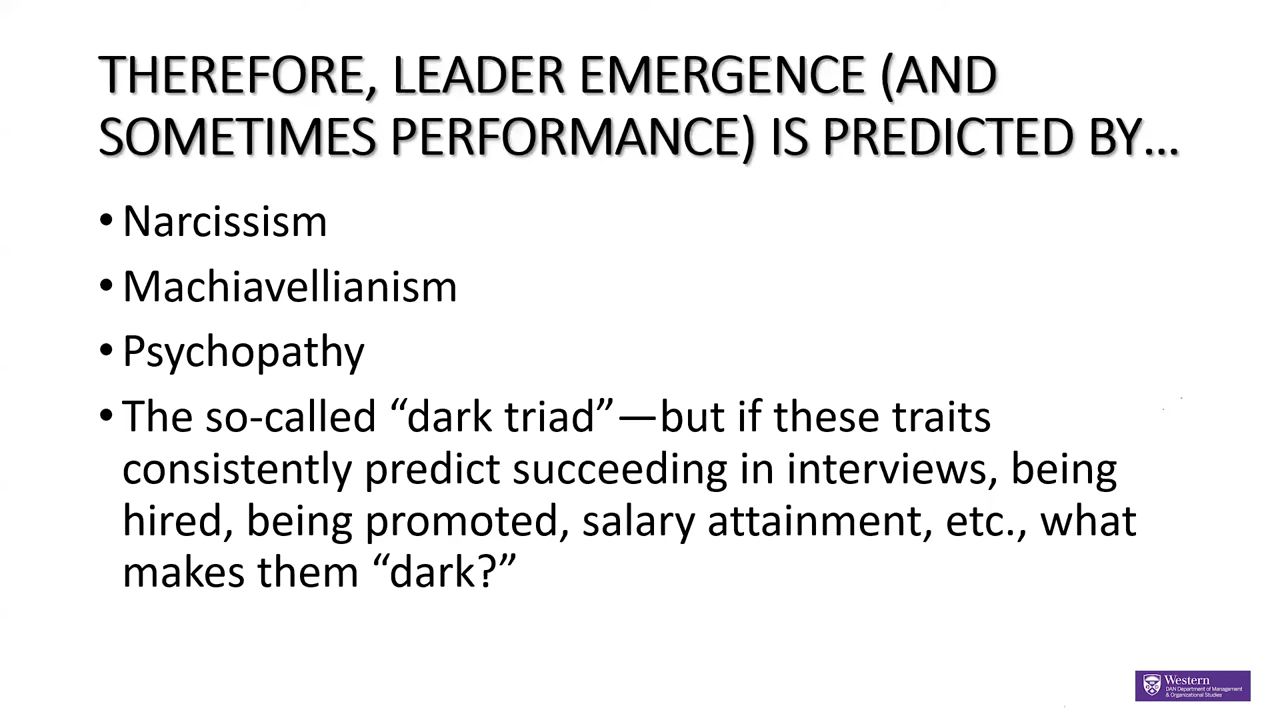 THEREFORE, LEADER EMERGENCE (AND
SOMETIMES PERFORMANCE) IS PREDICTED BY…
• Narcissism
• Machiavellianism
• Psychopathy
• The so-called “dark triad”—but if these traits
consistently predict succeeding in interviews, being
hired, being promoted, salary attainment, etc., what
makes them “dark?”
Western
DAN Department of Management
& Organizational Studies